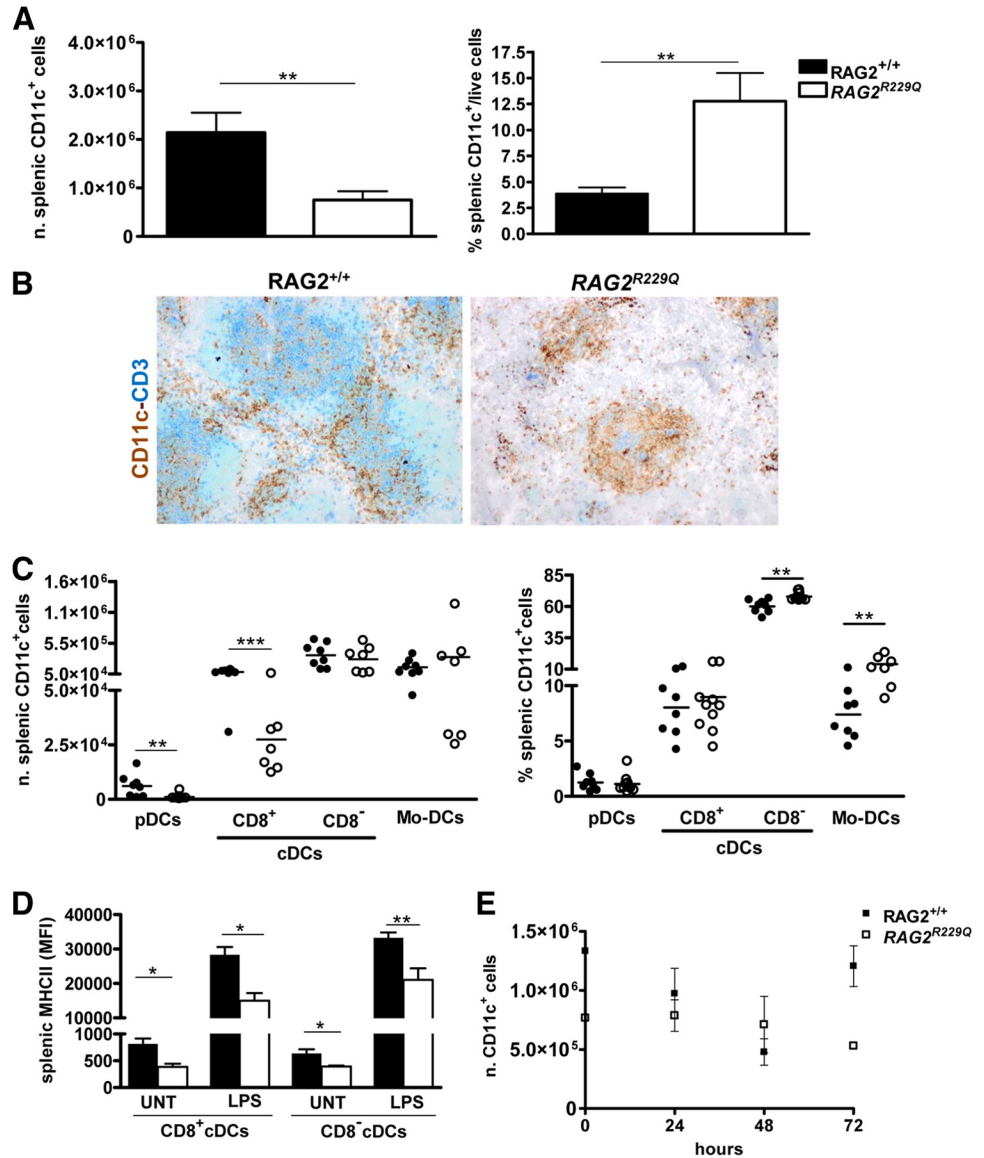 A
n. splenic CD11c⁺ cells
4.0×10⁶
3.0×10⁶
2.0×10⁶
1.0×10⁶
0
**
% splenic CD11c⁺/live cells
17.5
15.0
12.5
10.0
7.5
5.0
2.5
0.0
**
RAG2⁺/⁺
RAG2ᴿ²²⁹Q
B
RAG2⁺/⁺
RAG2ᴿ²²⁹Q
CD11c-CD3
C
n. splenic CD11c⁺cells
1.6×10⁶
1.1×10⁶
5.5×10⁵
5.0×10⁴
5.0×10⁴
2.5×10⁴
0
**
***
pDCs
CD8⁺
CD8⁻
Mo-DCs
cDCs
% splenic CD11c⁺cells
85
60
35
10
10
5
0
**
**
pDCs
CD8⁺
CD8⁻
Mo-DCs
cDCs
D
splenic MHCII (MFI)
40000
30000
20000
10000
1000
500
0
*
*
*
**
UNT
LPS
UNT
LPS
CD8⁺cDCs
CD8⁻cDCs
E
RAG2⁺/⁺
RAG2ᴿ²²⁹Q
n. CD11c⁺ cells
1.5×10⁶
1.0×10⁶
5.0×10⁵
0
0
24
48
72
hours